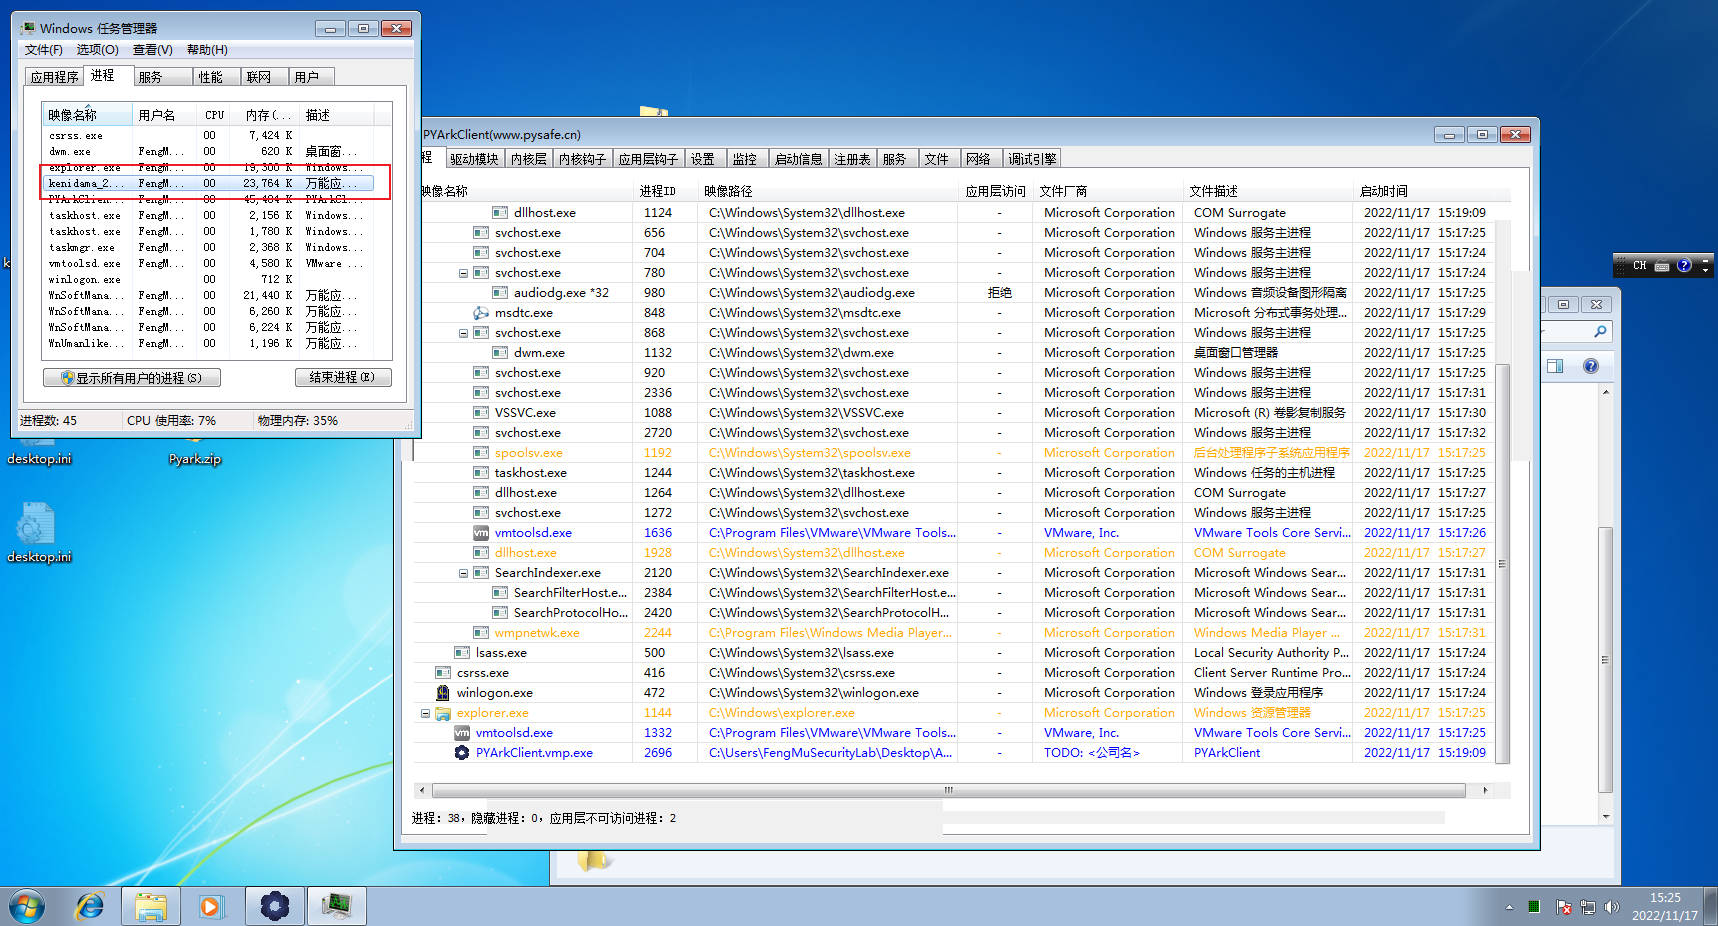 Windows 任务管理器
文件(F) 选项(O) 查看(V) 帮助(H)
应用程序 进程 服务 性能 联网 用户
映像名称 用户名 CPU 内存(... 描述
csrss.exe 00 7,424 K
dwm.exe FengM... 00 620 K 桌面窗...
explorer.exe FengM... 00 19,300 K Windows...
kenidama_2... FengM... 00 23,764 K 万能应...
PYArkClien... FengM... 00 45,484 K PYArkCl...
taskhost.exe FengM... 00 2,156 K Windows...
taskhost.exe FengM... 00 1,780 K Windows...
taskmgr.exe FengM... 00 2,368 K Windows...
vmtoolsd.exe FengM... 00 4,580 K VMware ...
winlogon.exe 00 712 K
WnSoftMana... FengM... 00 21,440 K 万能应...
WnSoftMana... FengM... 00 6,260 K 万能应...
WnSoftMana... FengM... 00 6,224 K 万能应...
WnUmanlike... FengM... 00 1,196 K 万能应...
显示所有用户的进程(S) 结束进程(E)
进程数: 45 CPU 使用率: 7% 物理内存: 35%
desktop.ini
Pyark.zip
desktop.ini
PYArkClient(www.pysafe.cn)
程 驱动模块 内核层 内核钩子 应用层钩子 设置 监控 启动信息 注册表 服务 文件 网络 调试引擎
映像名称 进程ID 映像路径 应用层访问 文件厂商 文件描述 启动时间
dllhost.exe 1124 C:\Windows\System32\dllhost.exe - Microsoft Corporation COM Surrogate 2022/11/17 15:19:09
svchost.exe 656 C:\Windows\System32\svchost.exe - Microsoft Corporation Windows 服务主进程 2022/11/17 15:17:25
svchost.exe 704 C:\Windows\System32\svchost.exe - Microsoft Corporation Windows 服务主进程 2022/11/17 15:17:24
svchost.exe 780 C:\Windows\System32\svchost.exe - Microsoft Corporation Windows 服务主进程 2022/11/17 15:17:24
audiodg.exe *32 980 C:\Windows\System32\audiodg.exe 拒绝 Microsoft Corporation Windows 音频设备图形隔离 2022/11/17 15:17:25
msdtc.exe 848 C:\Windows\System32\msdtc.exe - Microsoft Corporation Microsoft 分布式事务处理... 2022/11/17 15:17:29
svchost.exe 868 C:\Windows\System32\svchost.exe - Microsoft Corporation Windows 服务主进程 2022/11/17 15:17:25
dwm.exe 1132 C:\Windows\System32\dwm.exe - Microsoft Corporation 桌面窗口管理器 2022/11/17 15:17:25
svchost.exe 920 C:\Windows\System32\svchost.exe - Microsoft Corporation Windows 服务主进程 2022/11/17 15:17:25
svchost.exe 2336 C:\Windows\System32\svchost.exe - Microsoft Corporation Windows 服务主进程 2022/11/17 15:17:31
VSSVC.exe 1088 C:\Windows\System32\VSSVC.exe - Microsoft Corporation Microsoft (R) 卷影复制服务 2022/11/17 15:17:30
svchost.exe 2720 C:\Windows\System32\svchost.exe - Microsoft Corporation Windows 服务主进程 2022/11/17 15:17:32
spoolsv.exe 1192 C:\Windows\System32\spoolsv.exe - Microsoft Corporation 后台处理程序子系统应用程序 2022/11/17 15:17:25
taskhost.exe 1244 C:\Windows\System32\taskhost.exe - Microsoft Corporation Windows 任务的主机进程 2022/11/17 15:17:25
dllhost.exe 1264 C:\Windows\System32\dllhost.exe - Microsoft Corporation COM Surrogate 2022/11/17 15:17:27
svchost.exe 1272 C:\Windows\System32\svchost.exe - Microsoft Corporation Windows 服务主进程 2022/11/17 15:17:25
vmtoolsd.exe 1636 C:\Program Files\VMware\VMware Tools... - VMware, Inc. VMware Tools Core Servi... 2022/11/17 15:17:26
dllhost.exe 1928 C:\Windows\System32\dllhost.exe - Microsoft Corporation COM Surrogate 2022/11/17 15:17:27
SearchIndexer.exe 2120 C:\Windows\System32\SearchIndexer.exe - Microsoft Corporation Microsoft Windows Sear... 2022/11/17 15:17:31
SearchFilterHost.e... 2384 C:\Windows\System32\SearchFilterHost.e... - Microsoft Corporation Microsoft Windows Sear... 2022/11/17 15:17:31
SearchProtocolHo... 2420 C:\Windows\System32\SearchProtocolH... - Microsoft Corporation Microsoft Windows Sear... 2022/11/17 15:17:31
wmpnetwk.exe 2244 C:\Program Files\Windows Media Player... - Microsoft Corporation Windows Media Player ... 2022/11/17 15:17:31
lsass.exe 500 C:\Windows\System32\lsass.exe - Microsoft Corporation Local Security Authority P... 2022/11/17 15:17:24
csrss.exe 416 C:\Windows\System32\csrss.exe - Microsoft Corporation Client Server Runtime Pro... 2022/11/17 15:17:24
winlogon.exe 472 C:\Windows\System32\winlogon.exe - Microsoft Corporation Windows 登录应用程序 2022/11/17 15:17:24
explorer.exe 1144 C:\Windows\explorer.exe - Microsoft Corporation Windows 资源管理器 2022/11/17 15:17:25
vmtoolsd.exe 1332 C:\Program Files\VMware\VMware Tools... - VMware, Inc. VMware Tools Core Servi... 2022/11/17 15:17:25
PYArkClient.vmp.exe 2696 C:\Users\FengMuSecurityLab\Desktop\A... - TODO: <公司名> PYArkClient 2022/11/17 15:19:09
进程: 38, 隐藏进程: 0, 应用层不可访问进程: 2
CH
15:25
2022/11/17